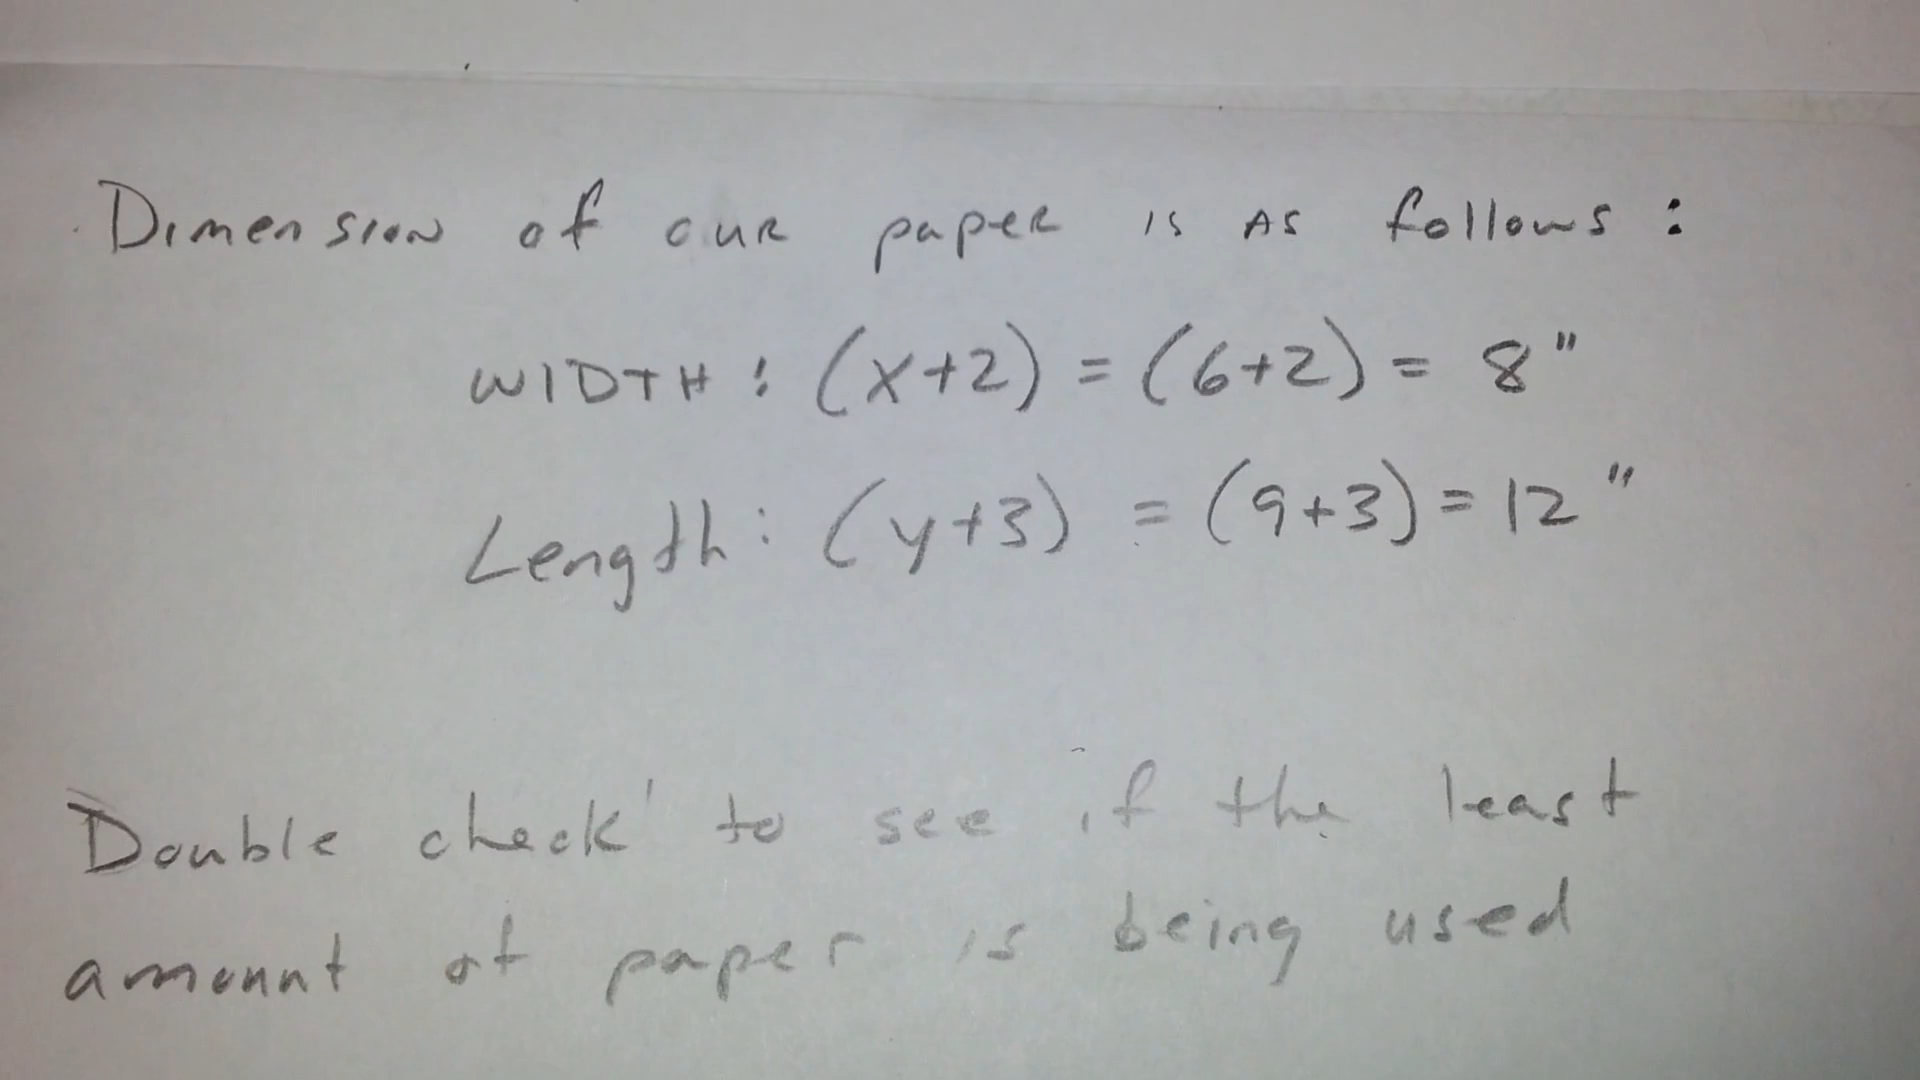 Dimension of our paper is as follows:
WIDTH: (x+2) = (6+2) = 8"
Length: (y+3) = (9+3) = 12"
Double check to see if the least
amount of paper is being used